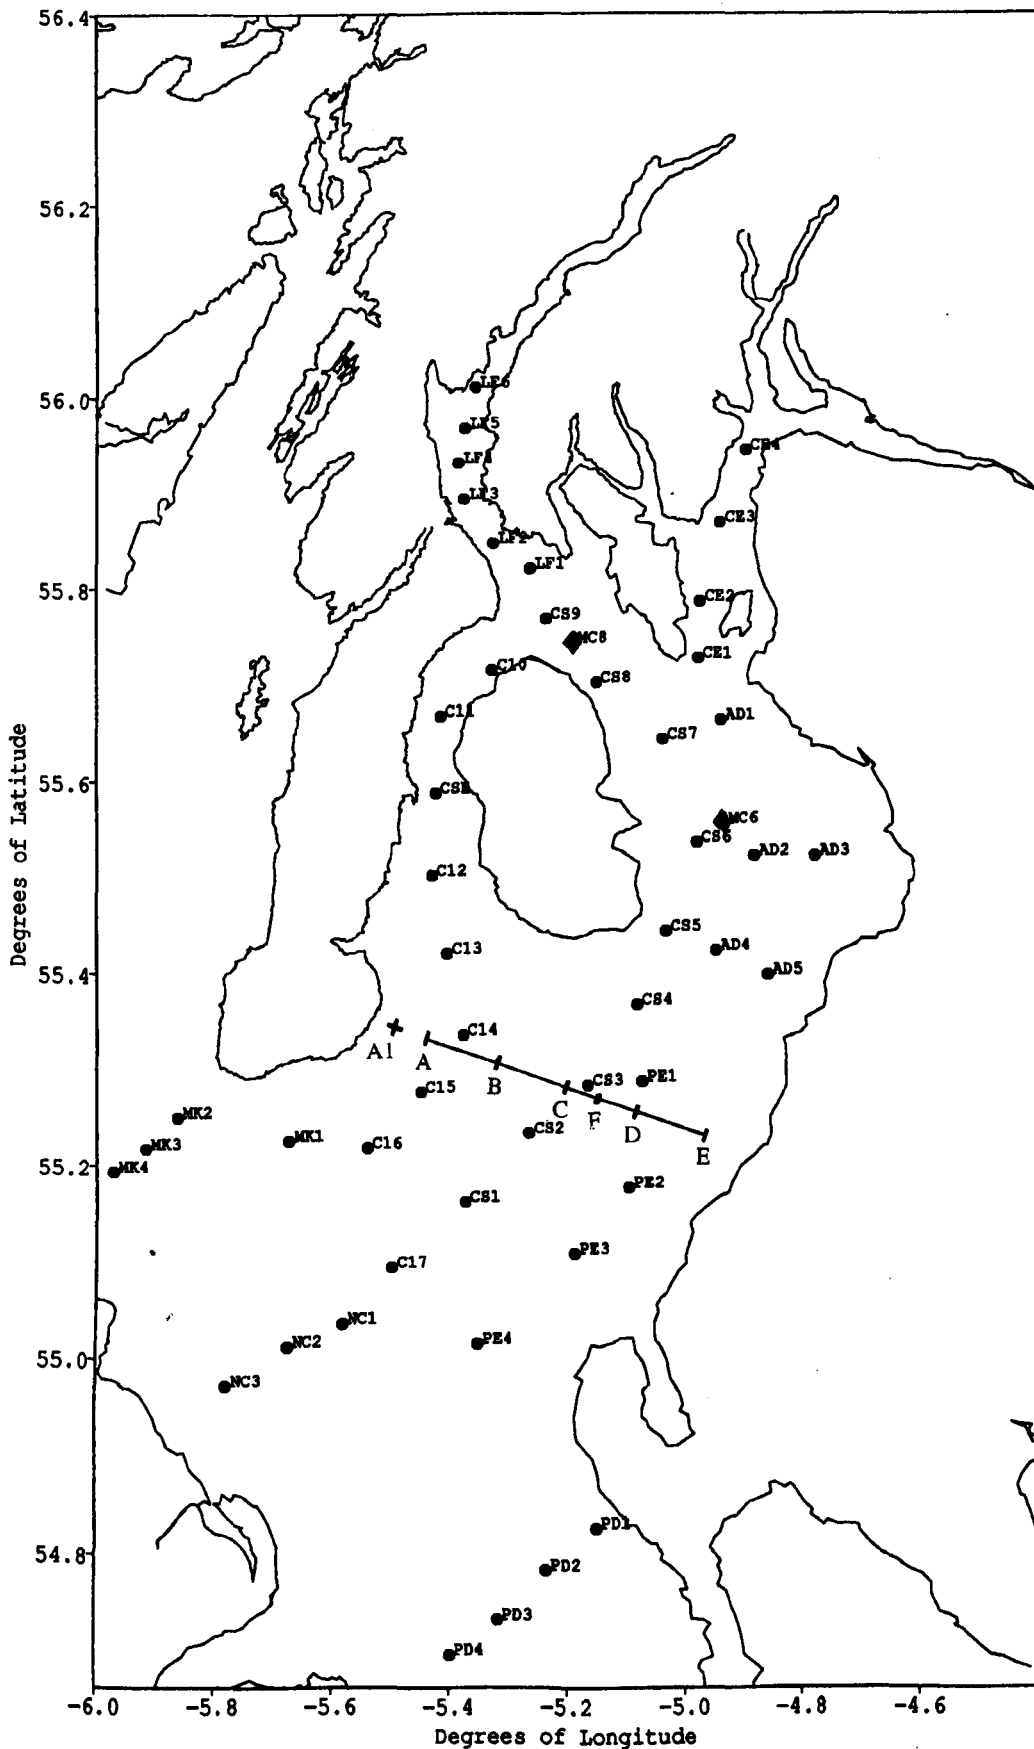 56.4
56.2
LF6
56.0
LF5
CE4
LF4
LF3
CE3
LF2
LF1
55.8
CE2
CS9
MC8
CE1
C10
CS8
C11
AD1
CS7
55.6
CSE
MC6
CS6
AD2
AD3
C12
CS5
C13
AD4
55.4
AD5
CS4
C14
A1
A
B
CS3
PE1
C15
C
F
D
MK2
CS2
MK1
C16
MK3
E
55.2
MK4
PE2
CS1
PE3
C17
NC1
PE4
NC2
55.0
NC3
PD1
54.8
PD2
PD3
PD4
-6.0
-5.8
-5.6
-5.4
-5.2
-5.0
-4.8
-4.6
Degrees of Latitude
Degrees of Longitude